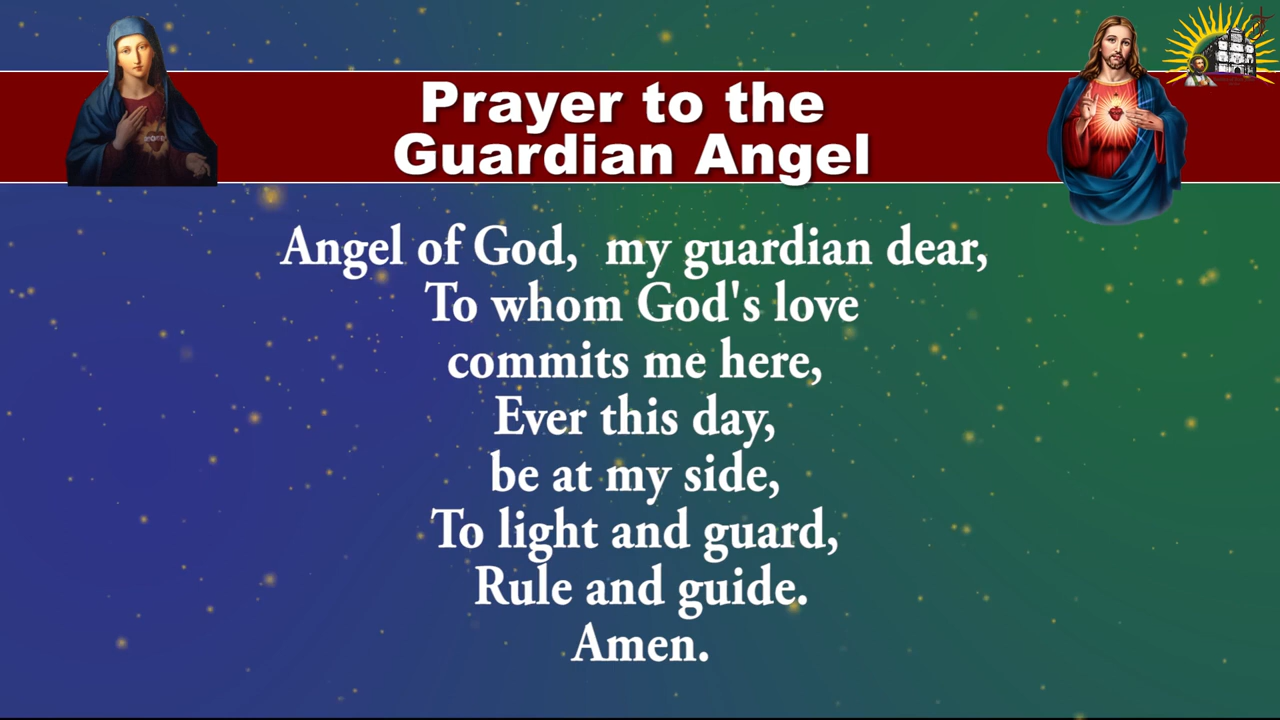 Prayer to the
Guardian Angel
Angel of God,  my guardian dear,
To whom God's love
commits me here,
Ever this day,
be at my side,
To light and guard,
Rule and guide.
Amen.